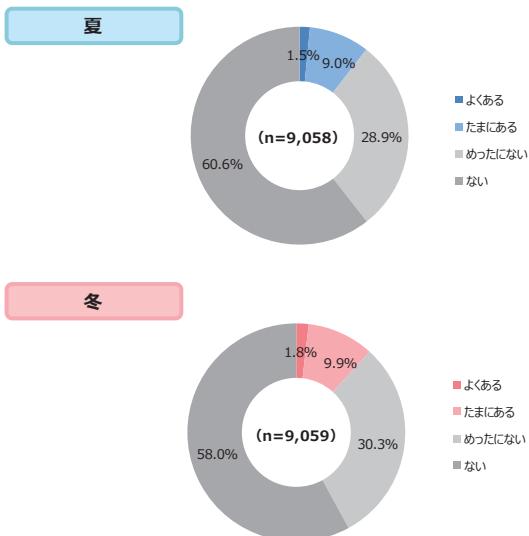 夏
1.5%
9.0%
28.9%
60.6%
(n=9,058)
よくある
たまにある
めったにない
ない
冬
1.8%
9.9%
30.3%
58.0%
(n=9,059)
よくある
たまにある
めったにない
ない